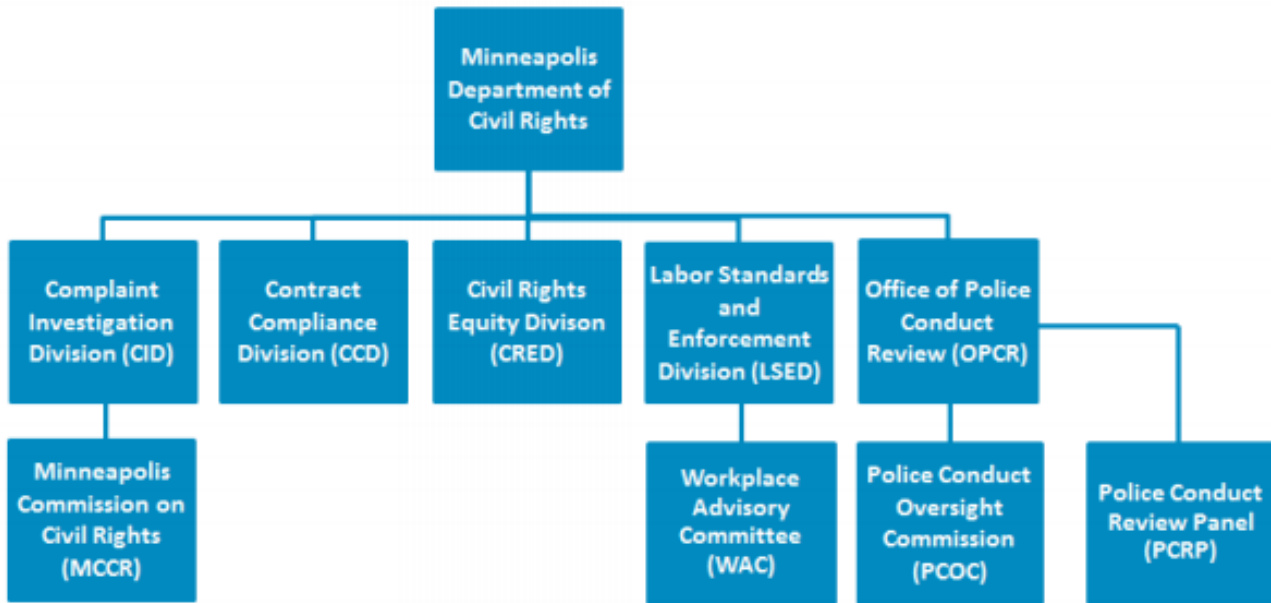 Minneapolis
Department of
Civil Rights
Complaint
Investigation
Division (CID)
Contract
Compliance
Division (CCD)
Civil Rights
Equity Divison
(CRED)
Labor Standards
and
Enforcement
Division (LSED)
Office of Police
Conduct
Review (OPCR)
Minneapolis
Commission on
Civil Rights
(MCCR)
Workplace
Advisory
Committee
(WAC)
Police Conduct
Oversight
Commission
(PCOC)
Police Conduct
Review Panel
(PCRP)